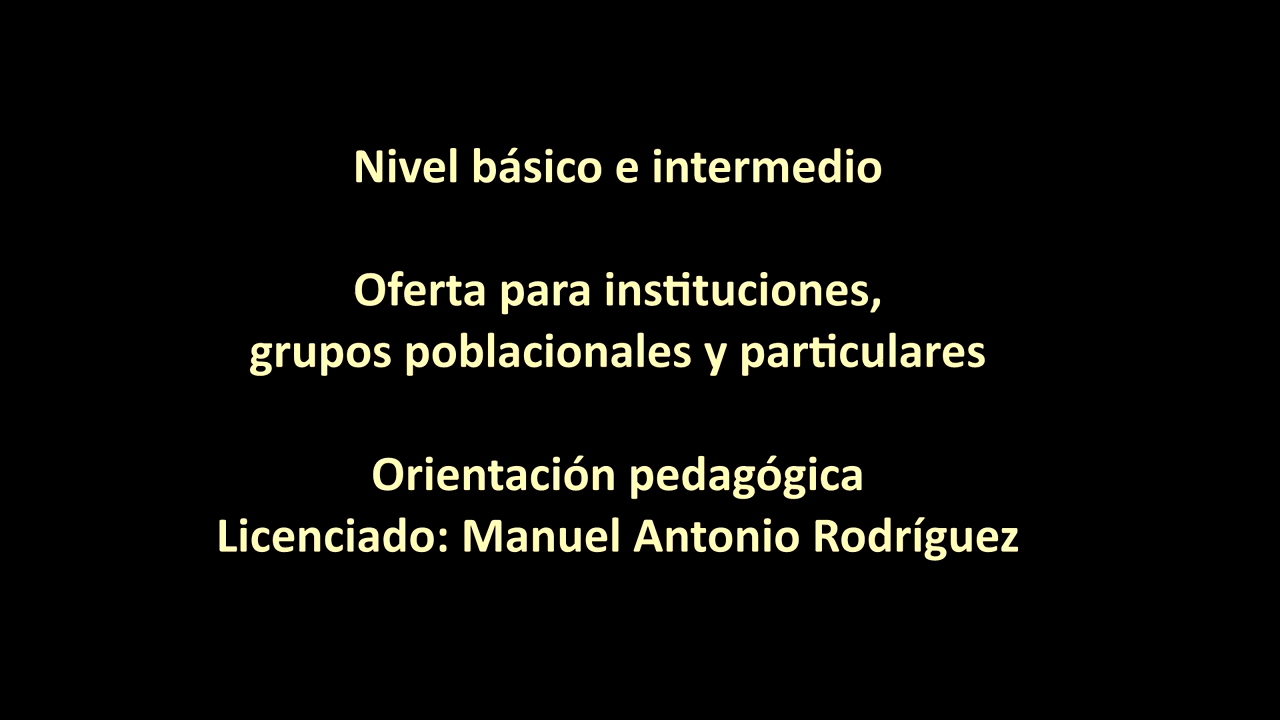 Nivel básico e intermedio
Oferta para instituciones,
grupos poblacionales y particulares
Orientación pedagógica
Licenciado: Manuel Antonio Rodríguez